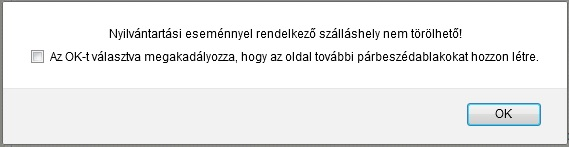 Nyilvántartási eseménnyel rendelkező szálláshely nem törölhető!
Az OK-t választva megakadályozza, hogy az oldal további párbeszédablakokat hozzon létre.
OK